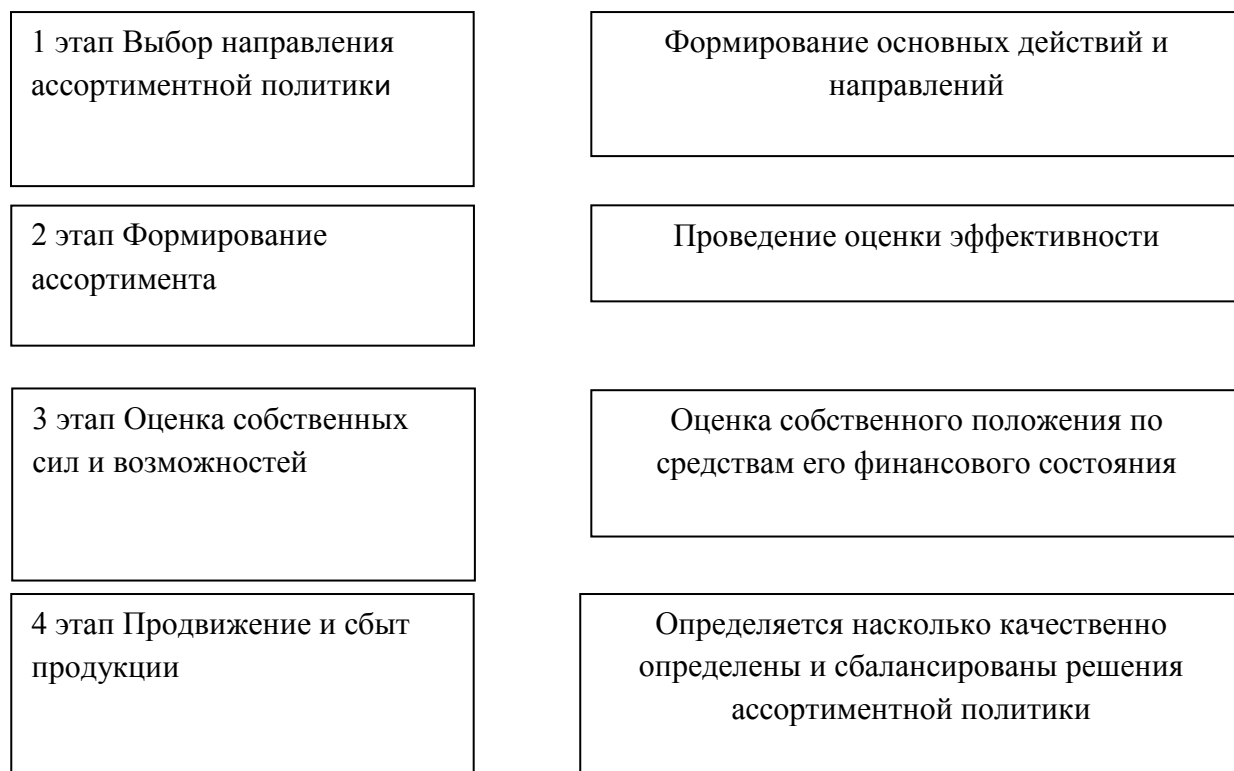 1 этап Выбор направления
ассортиментной политики
Формирование основных действий и
направлений
2 этап Формирование
ассортимента
Проведение оценки эффективности
3 этап Оценка собственных
сил и возможностей
Оценка собственного положения по
средствам его финансового состояния
4 этап Продвижение и сбыт
продукции
Определяется насколько качественно
определены и сбалансированы решения
ассортиментной политики